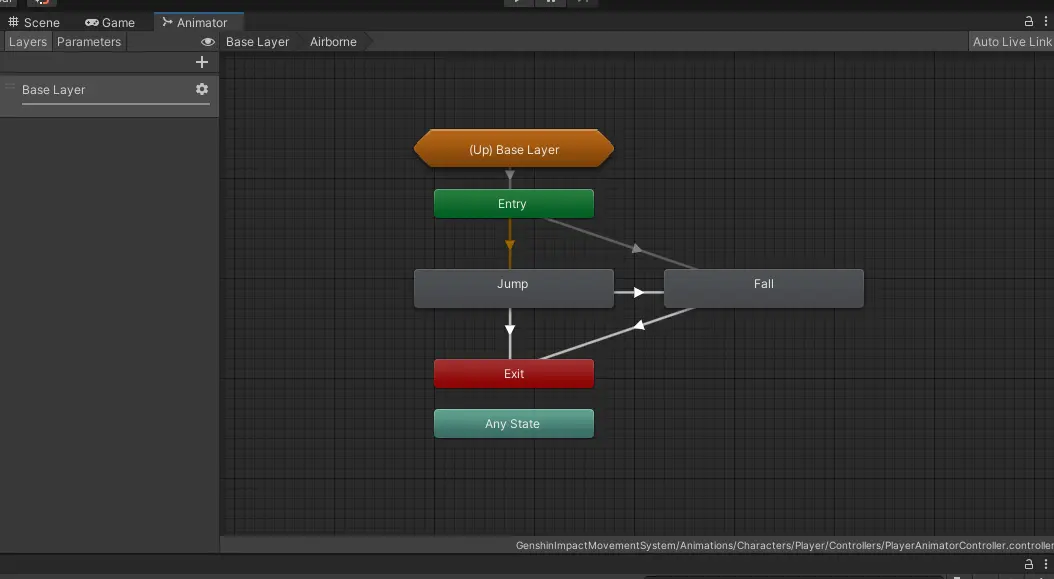 Scene Game Animator
Layers Parameters Base Layer Airborne Auto Live Link
Base Layer
(Up) Base Layer
Entry
Jump Fall
Exit
Any State
GenshinImpactMovementSystem/Animations/Characters/Player/Controllers/PlayerAnimatorController.controller